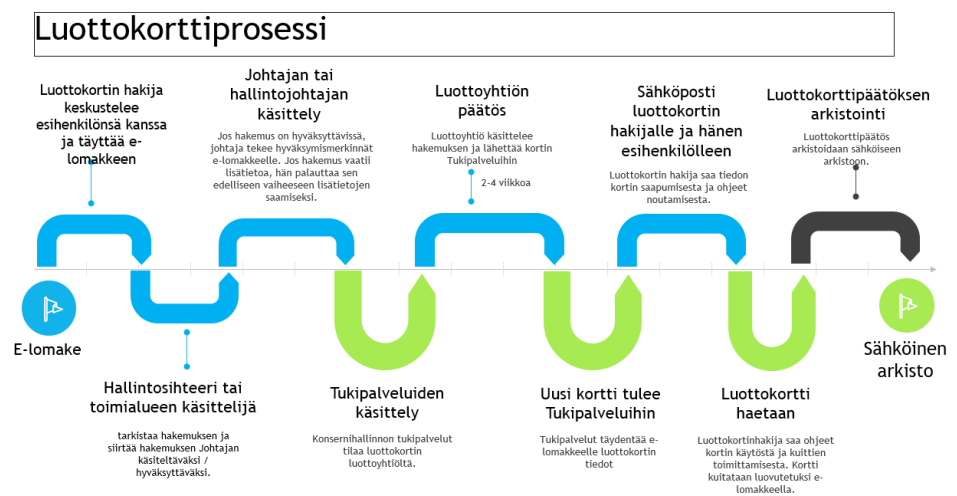 Luottokorttiprosessi
Luottokortin hakija
keskustelee
esihenkilönsä kanssa
ja täyttää e-
lomakkeen
Johtajan tai
hallintojohtajan
käsittely
Jos hakemus on hyväksyttävissä,
johtaja tekee hyväksymismerkinnät
e-lomakkeelle. Jos hakemus vaatii
lisätietoa, hän palauttaa sen
edelliseen vaiheeseen lisätietojen
saamiseksi.
Luottoyhtiön
päätös
Luottoyhtiö käsittelee
hakemuksen ja lähettää kortin
Tukipalveluihin
2-4 viikkoa
Sähköposti
luottokortin
hakijalle ja hänen
esihenkilölleen
Luottokortin hakija saa tiedon
kortin saapumisesta ja ohjeet
noutamisesta.
Luottokorttipäätöksen
arkistointi
Luottokorttipäätös
arkistoidaan sähköiseen
arkistoon.
E-lomake
Sähköinen
arkisto
Hallintosihteeri tai
toimialueen käsittelijä
tarkistaa hakemuksen ja
siirtää hakemuksen Johtajan
käsiteltäväksi /
hyväksyttäväksi.
Tukipalveluiden
käsittely
Konsernihallinnon tukipalvelut
tilaa luottokortin
luottoyhtiöltä.
Uusi kortti tulee
Tukipalveluihin
Tukipalvelut täydentää e-
lomakkeelle luottokortin
tiedot
Luottokortti
haetaan
Luottokortinhakija saa ohjeet
kortin käytöstä ja kuittien
toimittamisesta. Kortti
kuitataan luovutetuksi e-
lomakkeella.